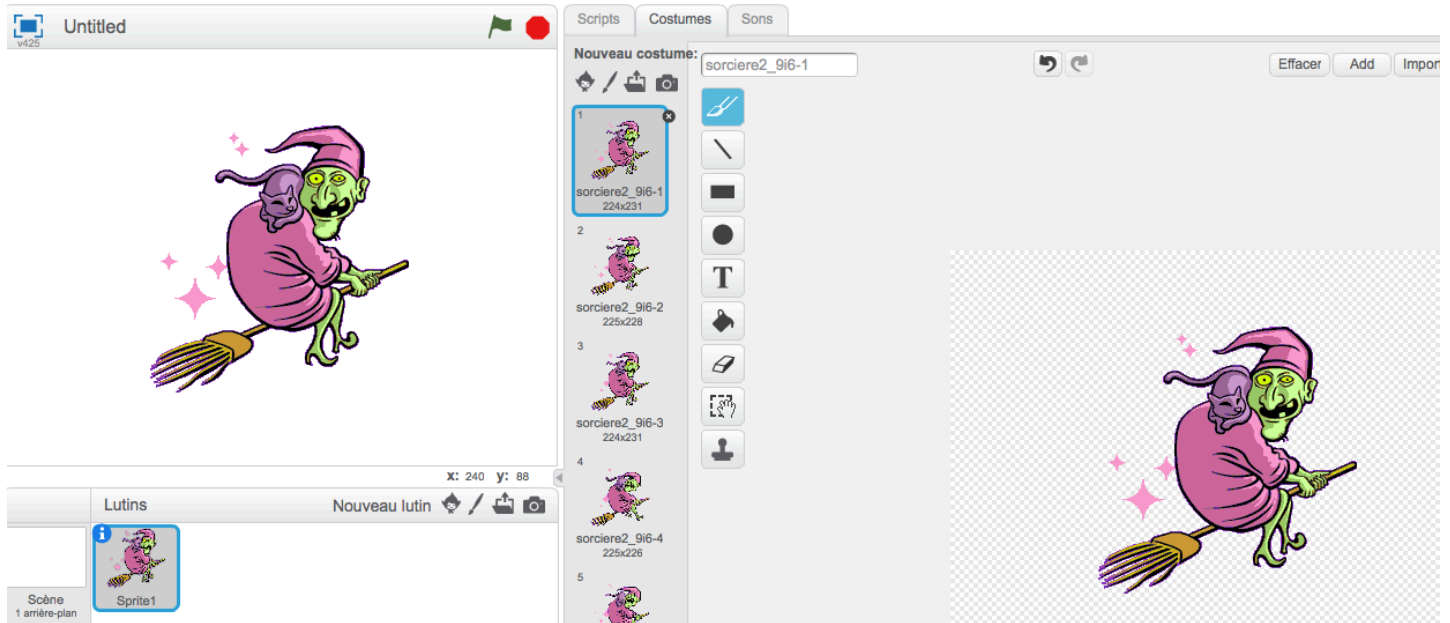 Untitled
v425
Scripts
Costumes
Sons
Nouveau costume:
sorciere2_9i6-1
Effacer
Add
Import
1
sorciere2_9i6-1
224x231
2
sorciere2_9i6-2
225x228
3
sorciere2_9i6-3
224x231
4
sorciere2_9i6-4
225x226
5
T
x: 240 y: 88
Lutins
Nouveau lutin
Scène
1 arrière-plan
i
Sprite1